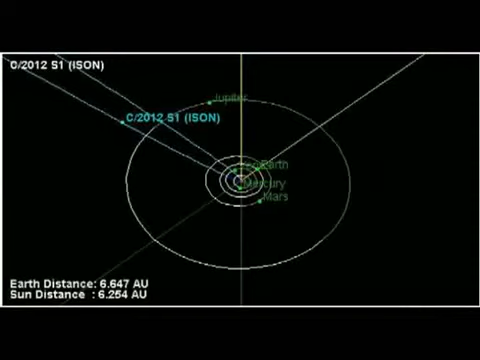 C/2012 S1 (ISON)
Jupiter
C/2012 S1 (ISON)
Earth
Mercury
Mars
Earth Distance: 6.647 AU
Sun Distance : 6.254 AU